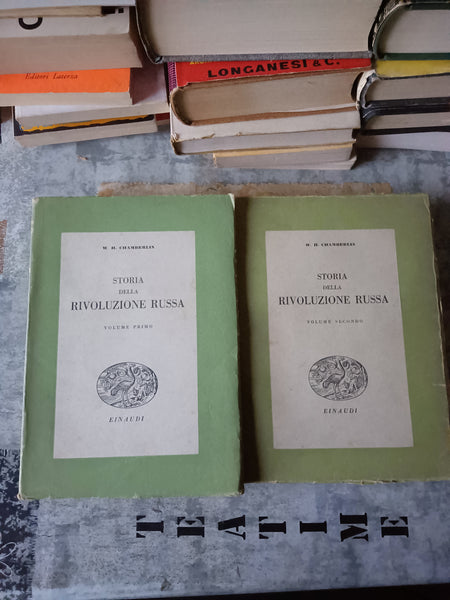 Editori Laterza
LONGANESI & C.
W. H. CHAMBERLIN
STORIA
DELLA
RIVOLUZIONE RUSSA
VOLUME PRIMO
EINAUDI
W. H. CHAMBERLIN
STORIA
DELLA
RIVOLUZIONE RUSSA
VOLUME SECONDO
EINAUDI
TEATIME